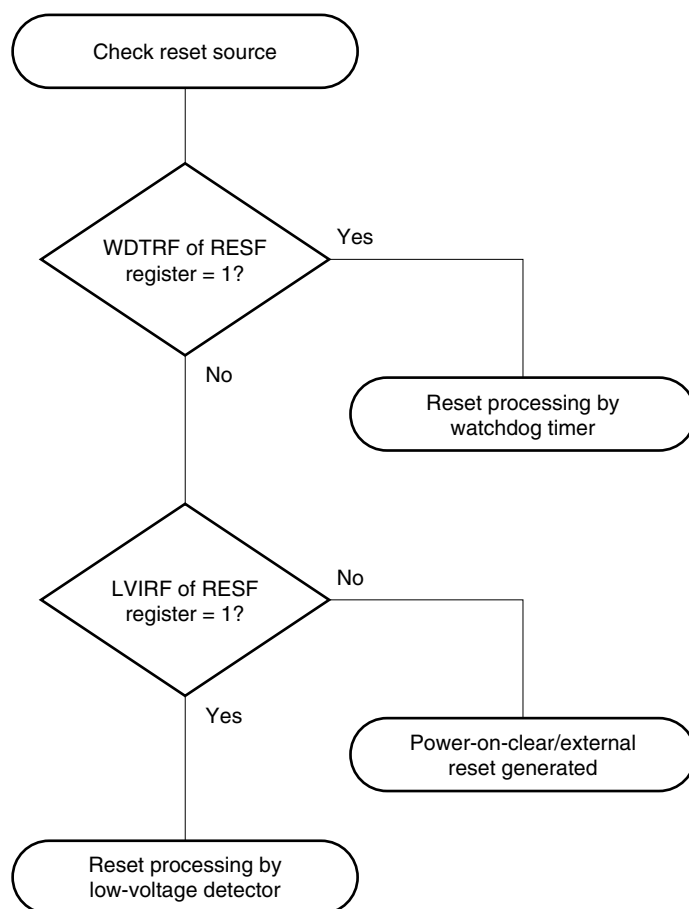 Check reset source
WDTRF of RESF
register = 1?
Yes
No
Reset processing by
watchdog timer
LVIRF of RESF
register = 1?
No
Yes
Power-on-clear/external
reset generated
Reset processing by
low-voltage detector